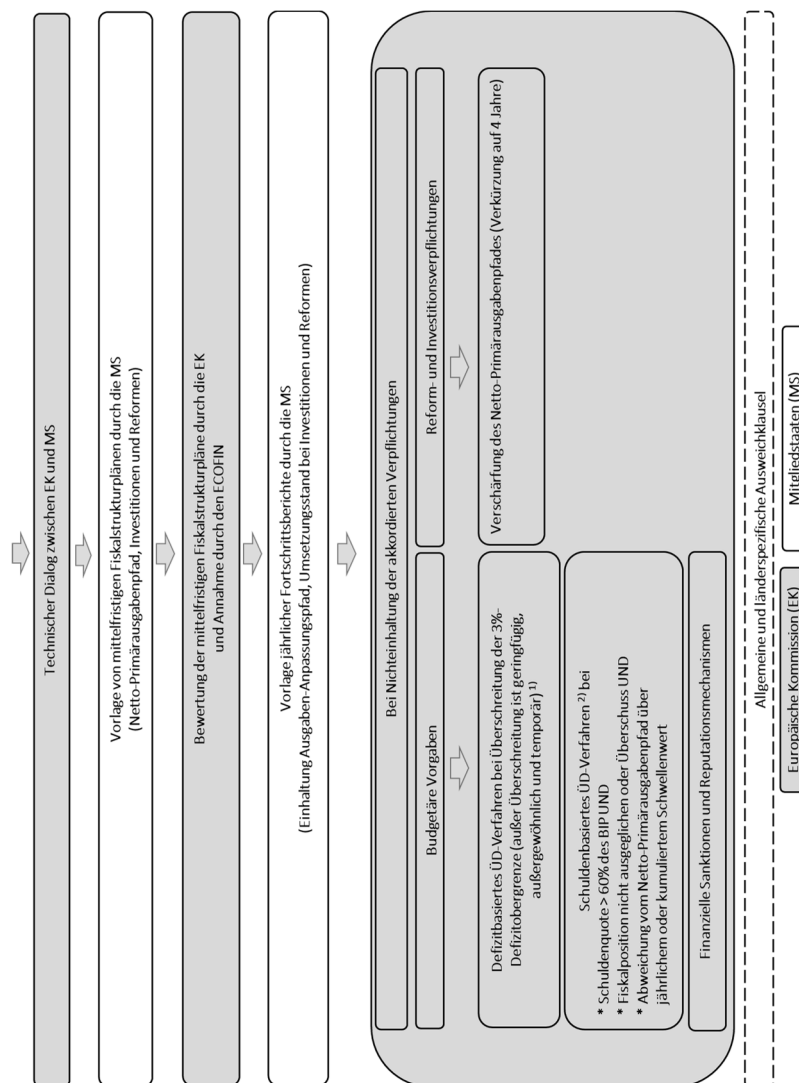 Technischer Dialog zwischen EK und MS
Vorlage von mittelfristigen Fiskalstrukturplänen durch die MS
(Netto-Primärausgabenpfad, Investitionen und Reformen)
Bewertung der mittelfristigen Fiskalstrukturpläne durch die EK
und Annahme durch den ECOFIN
Vorlage jährlicher Fortschrittsberichte durch die MS
(Einhaltung Ausgaben-Anpassungspfad, Umsetzungsstand bei Investitionen und Reformen)
Bei Nichteinhaltung der akkordierten Verpflichtungen
Budgetäre Vorgaben
Reform- und Investitionsverpflichtungen
Defizitbasiertes ÜD-Verfahren bei Überschreitung der 3%-
Defizitobergrenze (außer Überschreitung ist geringfügig,
außergewöhnlich und temporär) 1)
Verschärfung des Netto-Primärausgabenpfades (Verkürzung auf 4 Jahre)
Schuldenbasiertes ÜD-Verfahren 2) bei
* Schuldenquote > 60% des BIP UND
* Fiskalposition nicht ausgeglichen oder Überschuss UND
* Abweichung vom Netto-Primärausgabenpfad über
jährlichem oder kumuliertem Schwellenwert
Finanzielle Sanktionen und Reputationsmechanismen
Allgemeine und länderspezifische Ausweichklausel
Europäische Kommission (EK)
Mitgliedstaaten (MS)